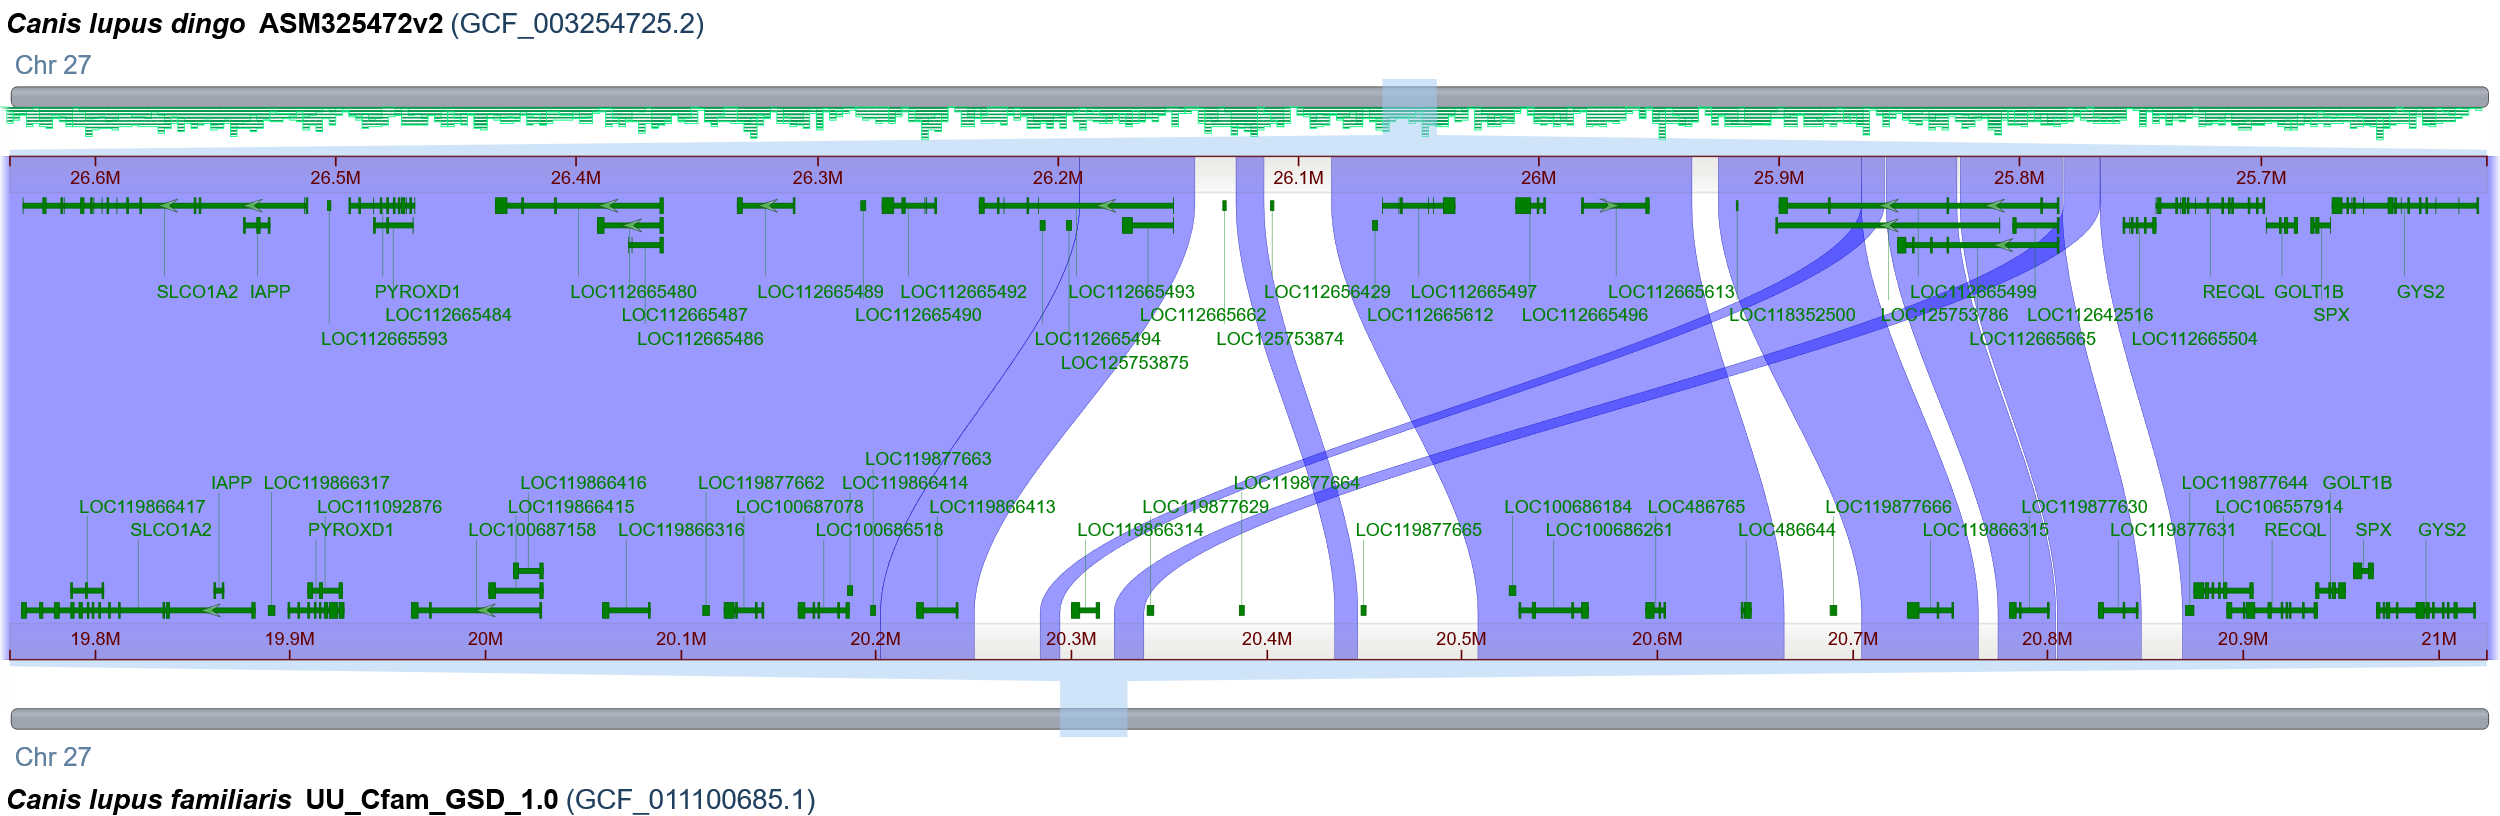 Canis lupus dingo ASM325472v2 (GCF_003254725.2)
Chr 27
26.6M 26.5M 26.4M 26.3M 26.2M 26.1M 26M 25.9M 25.8M 25.7M
SLCO1A2 IAPP PYROXD1 LOC112665480 LOC112665489 LOC112665492 LOC112665493 LOC112656429 LOC112665497 LOC112665613 LOC112665499 RECQL GOLT1B GYS2
LOC112665484 LOC112665487 LOC112665490 LOC112665662 LOC112665612 LOC112665496 LOC118352500 LOC125753786 LOC112642516 SPX
LOC112665593 LOC112665486 LOC112665494 LOC125753874 LOC112665665 LOC112665504
LOC125753875
LOC119877663
IAPP LOC119866317 LOC119866416 LOC119877662 LOC119866414 LOC119877664 LOC119877644 GOLT1B
LOC119866417 LOC111092876 LOC119866415 LOC100687078 LOC119866413 LOC119877629 LOC100686184 LOC486765 LOC119877666 LOC119877630 LOC106557914
SLCO1A2 PYROXD1 LOC100687158 LOC119866316 LOC100686518 LOC119866314 LOC119877665 LOC100686261 LOC486644 LOC119866315 LOC119877631 RECQL SPX GYS2
19.8M 19.9M 20M 20.1M 20.2M 20.3M 20.4M 20.5M 20.6M 20.7M 20.8M 20.9M 21M
Chr 27
Canis lupus familiaris UU_Cfam_GSD_1.0 (GCF_011100685.1)